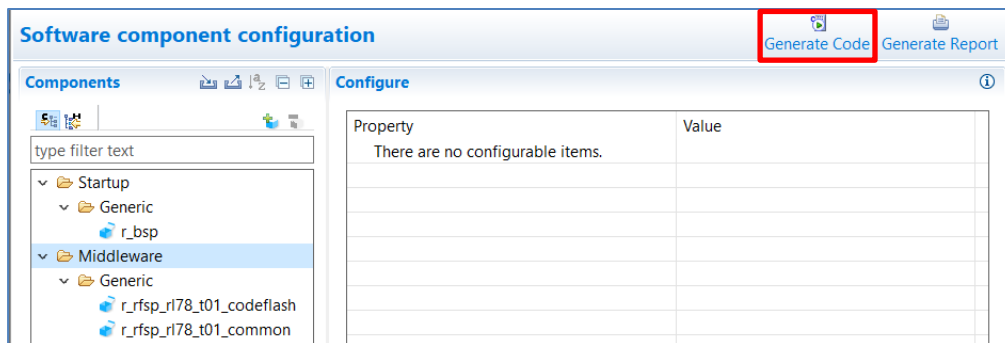 Software component configuration
Generate Code Generate Report
Components
Configure
Property Value
There are no configurable items.
type filter text
Startup
Generic
r_bsp
Middleware
Generic
r_rfsp_rl78_t01_codeflash
r_rfsp_rl78_t01_common